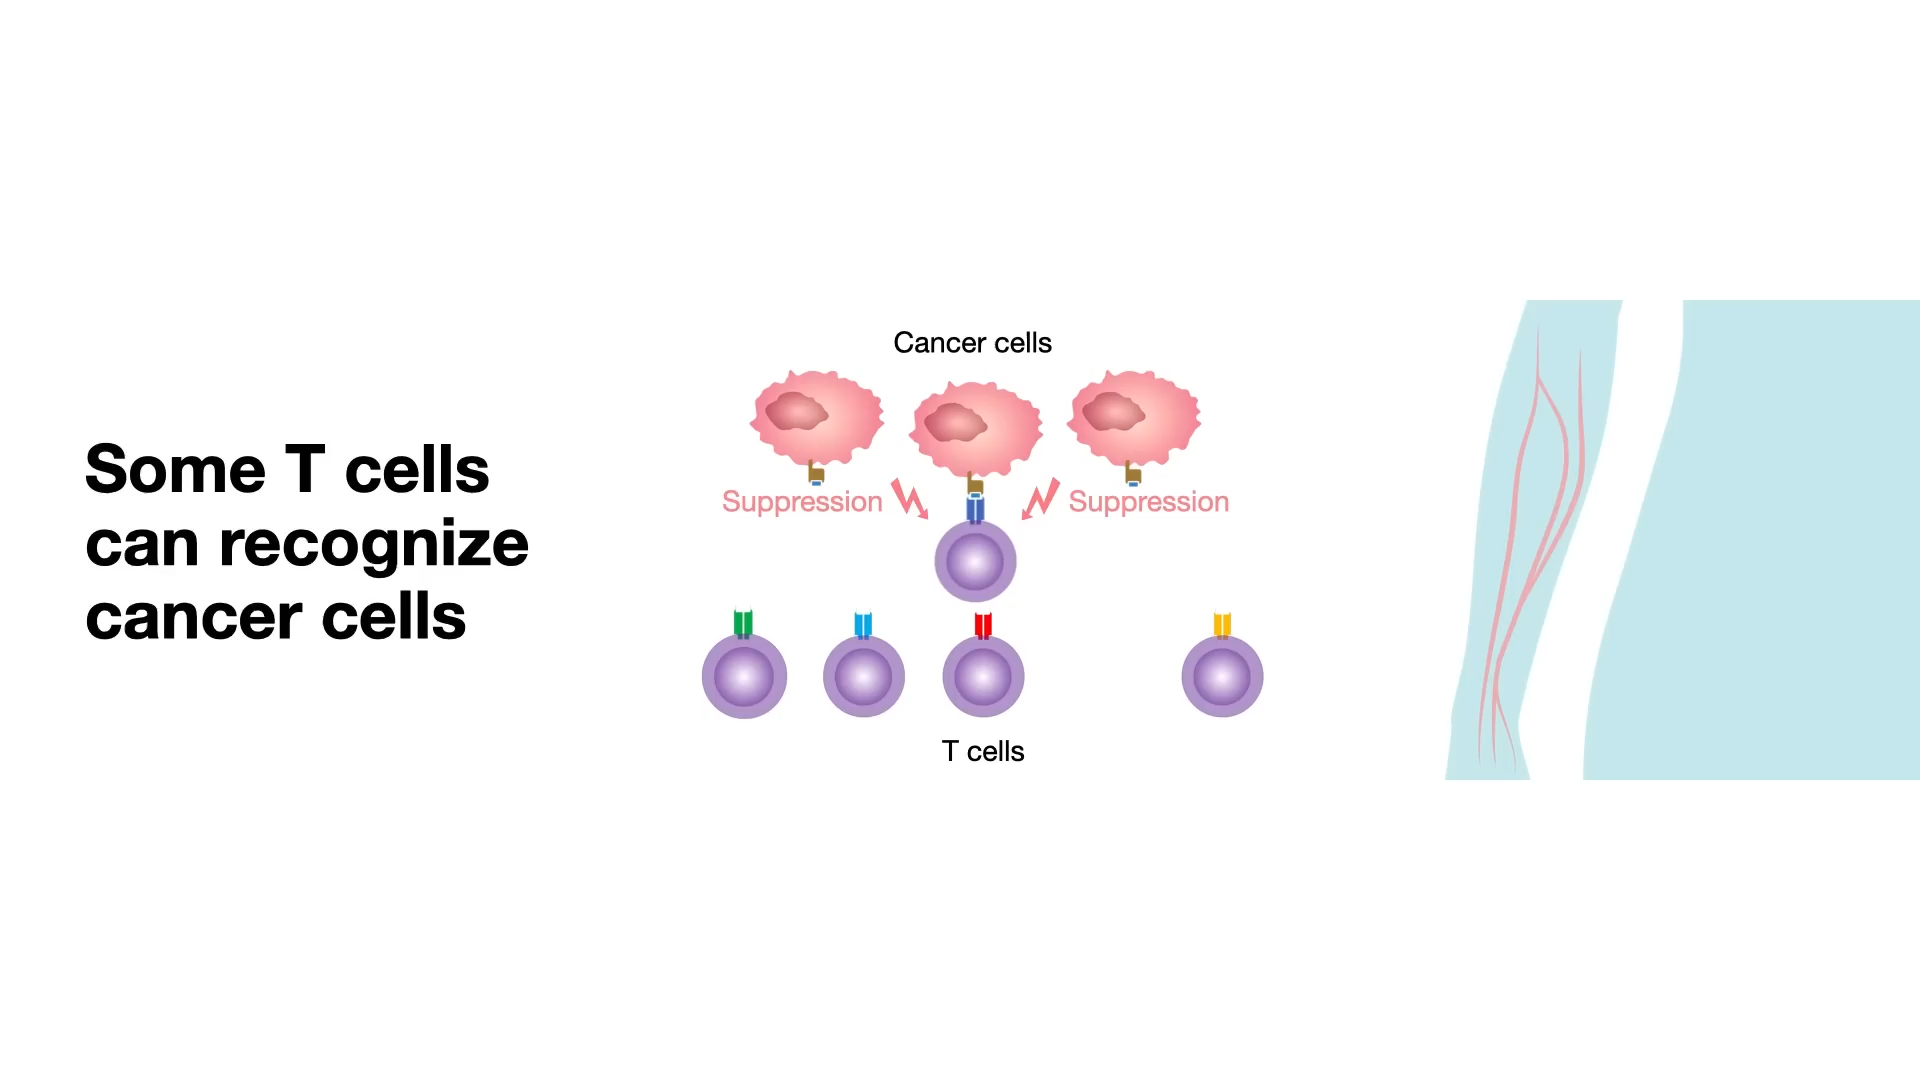 Some T cells
can recognize
cancer cells
Cancer cells
Suppression
Suppression
T cells